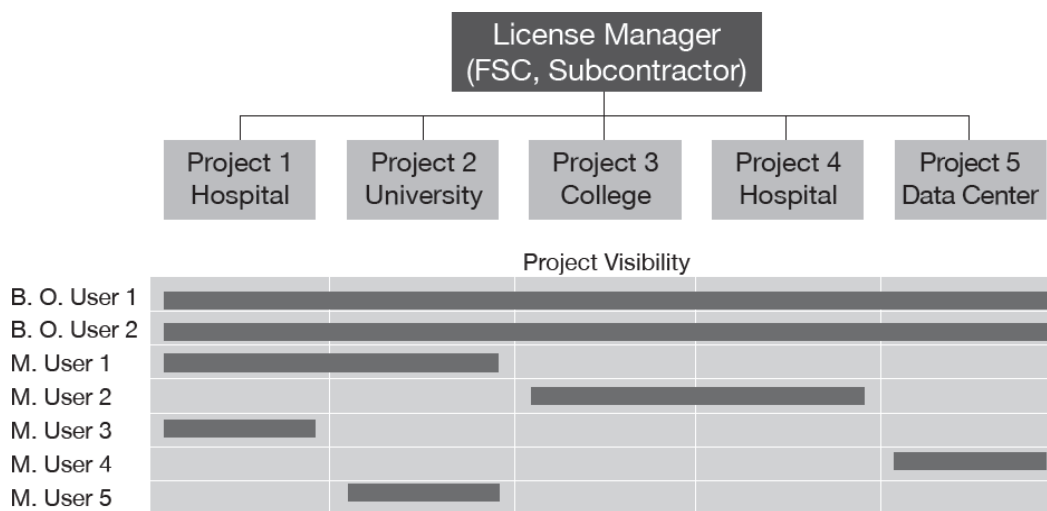 License Manager
(FSC, Subcontractor)
Project 1
Hospital
Project 2
University
Project 3
College
Project 4
Hospital
Project 5
Data Center
Project Visibility
B. O. User 1
B. O. User 2
M. User 1
M. User 2
M. User 3
M. User 4
M. User 5